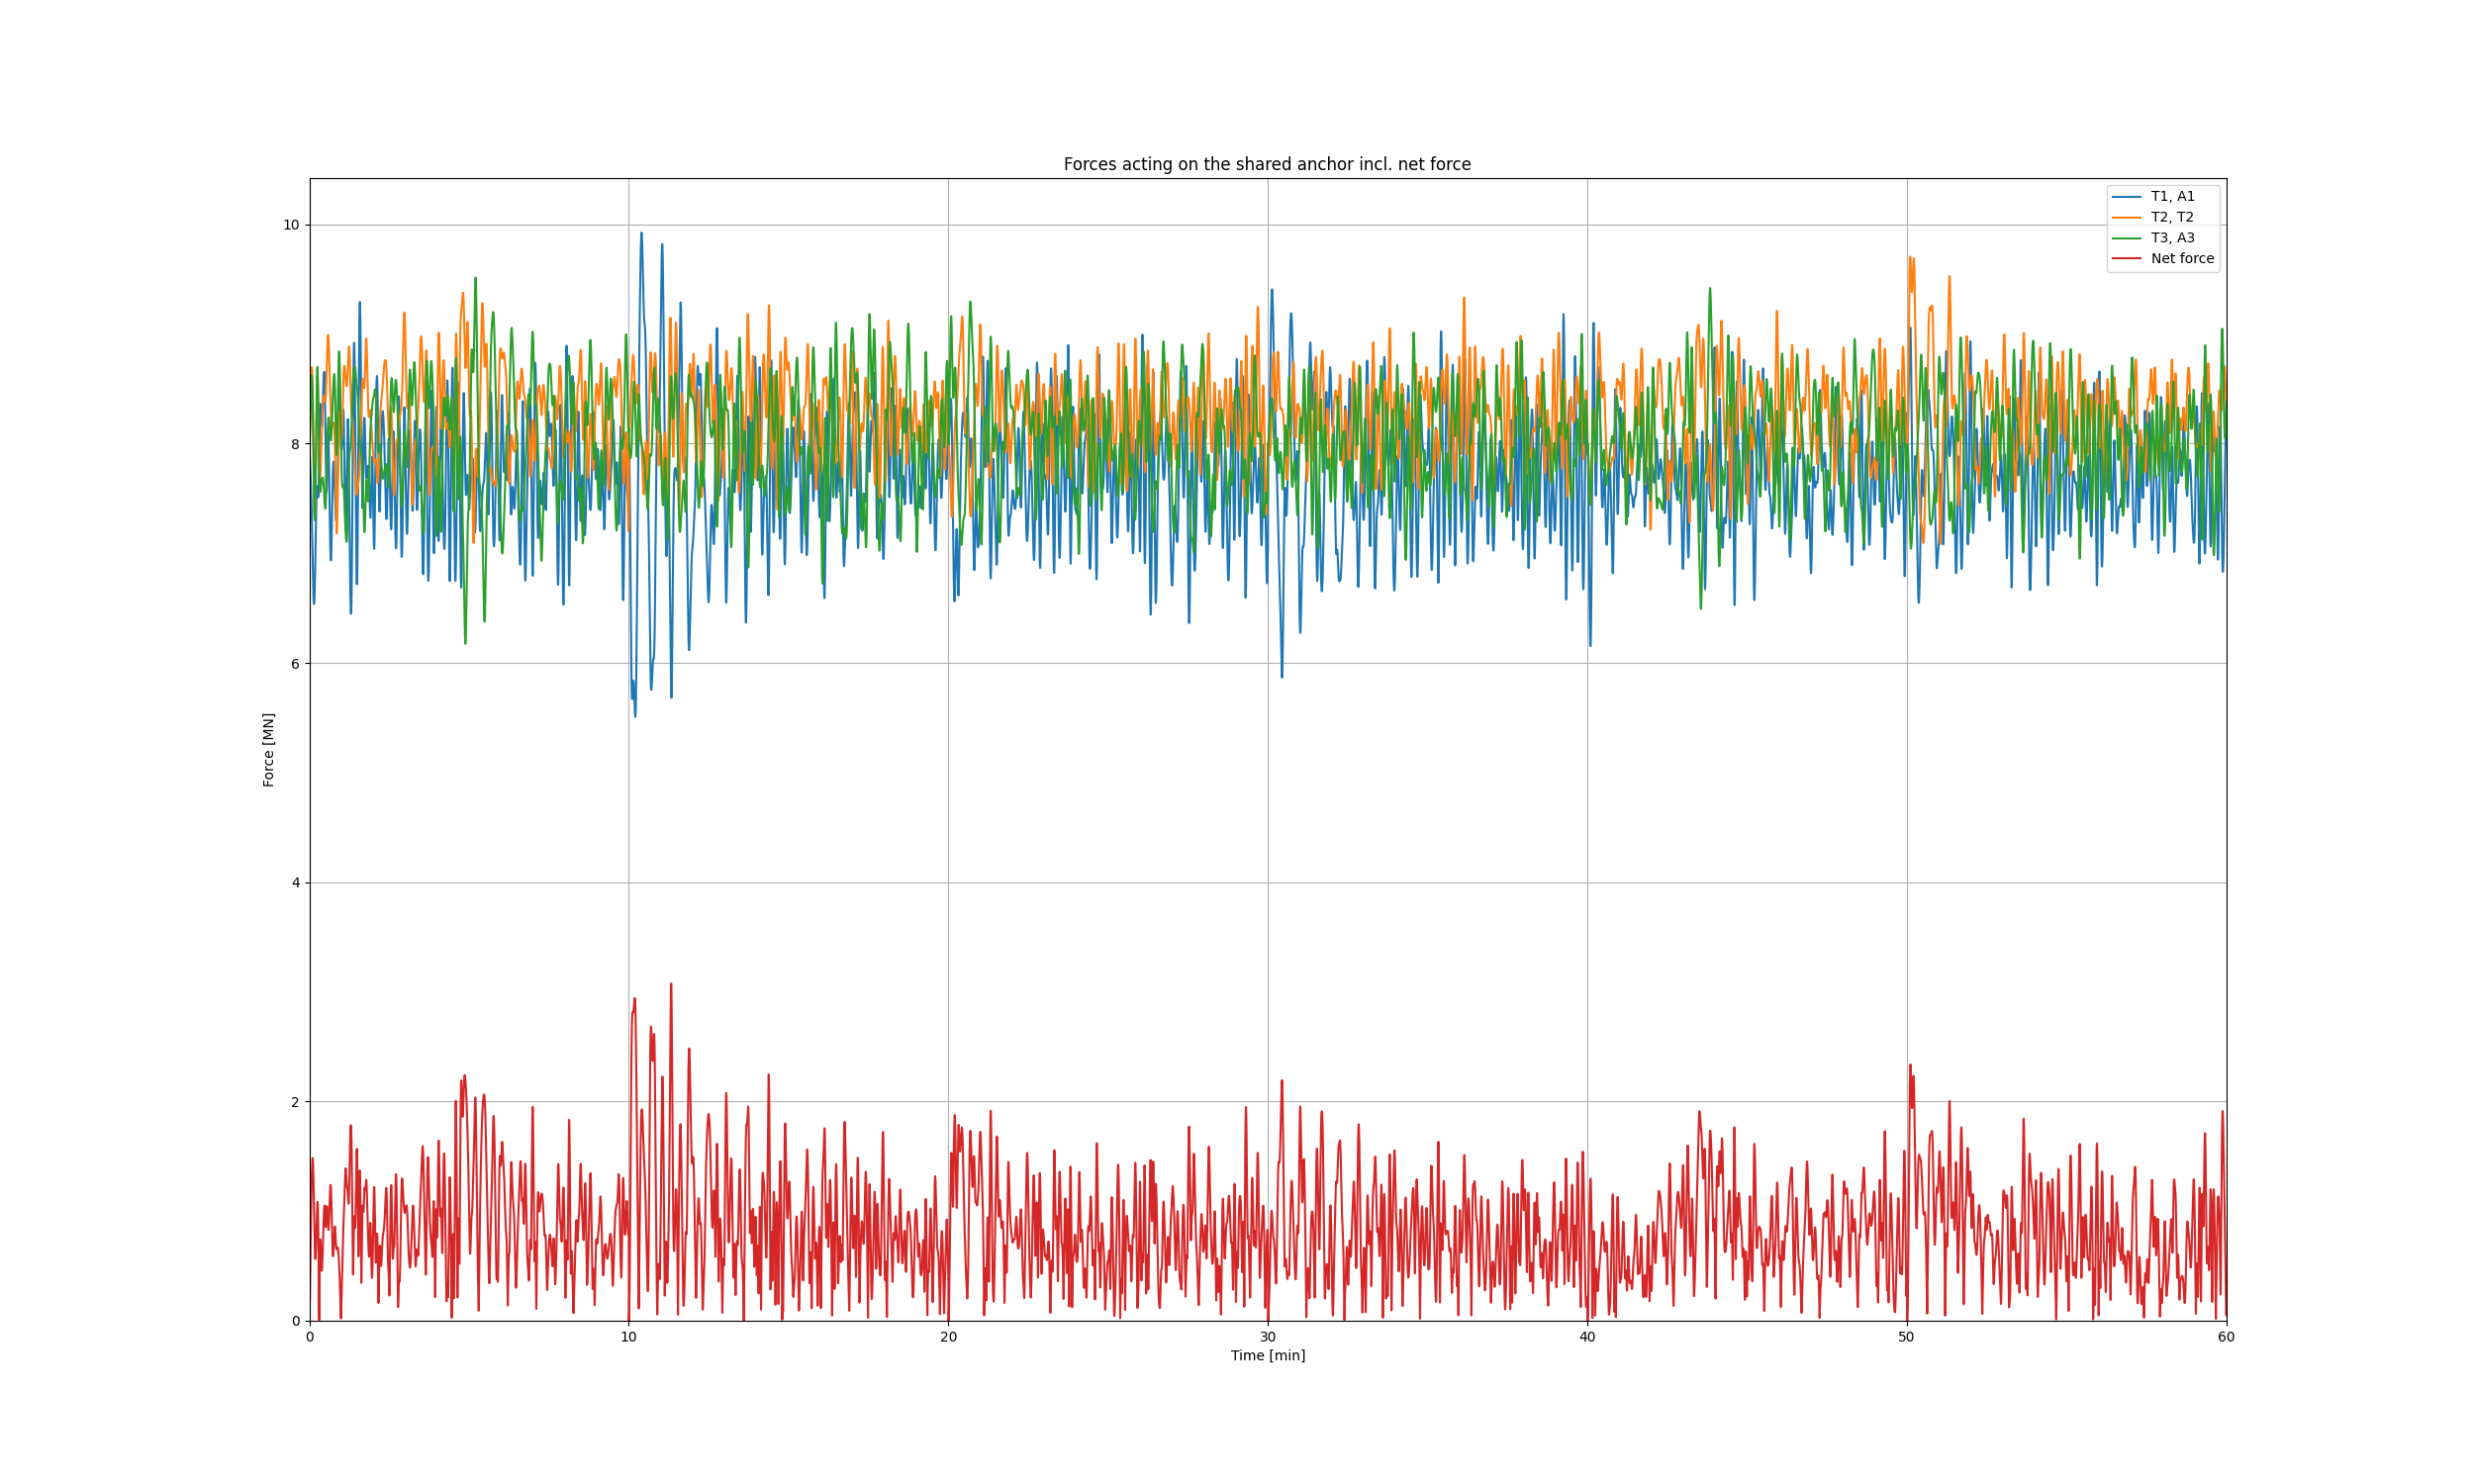 Forces acting on the shared anchor incl. net force
T1, A1
T2, T2
T3, A3
Net force
10
8
6
4
2
0
Force [MN]
0 10 20 30 40 50 60
Time [min]